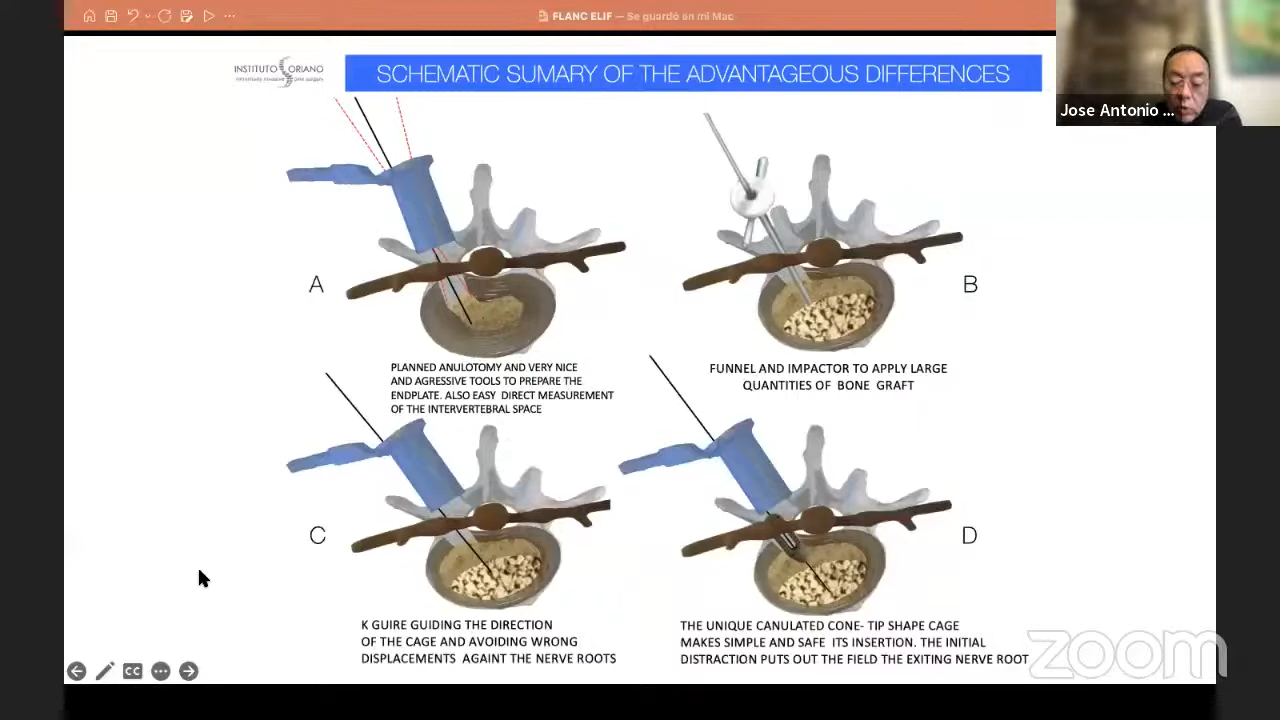 FLANC ELIF — Se guardó en mi Mac
INSTITUTO SORIANO
SCHEMATIC SUMARY OF THE ADVANTAGEOUS DIFFERENCES
Jose Antonio ...
A
B
PLANNED ANULOTOMY AND VERY NICE
AND AGRESSIVE TOOLS TO PREPARE THE
ENDPLATE. ALSO EASY DIRECT MEASUREMENT
OF THE INTERVERTEBRAL SPACE
FUNNEL AND IMPACTOR TO APPLY LARGE
QUANTITIES OF BONE GRAFT
C
D
K GUIRE GUIDING THE DIRECTION
OF THE CAGE AND AVOIDING WRONG
DISPLACEMENTS AGAINT THE NERVE ROOTS
THE UNIQUE CANULATED CONE- TIP SHAPE CAGE
MAKES SIMPLE AND SAFE ITS INSERTION. THE INITIAL
DISTRACTION PUTS OUT THE FIELD THE EXITING NERVE ROOT
zoom
CC